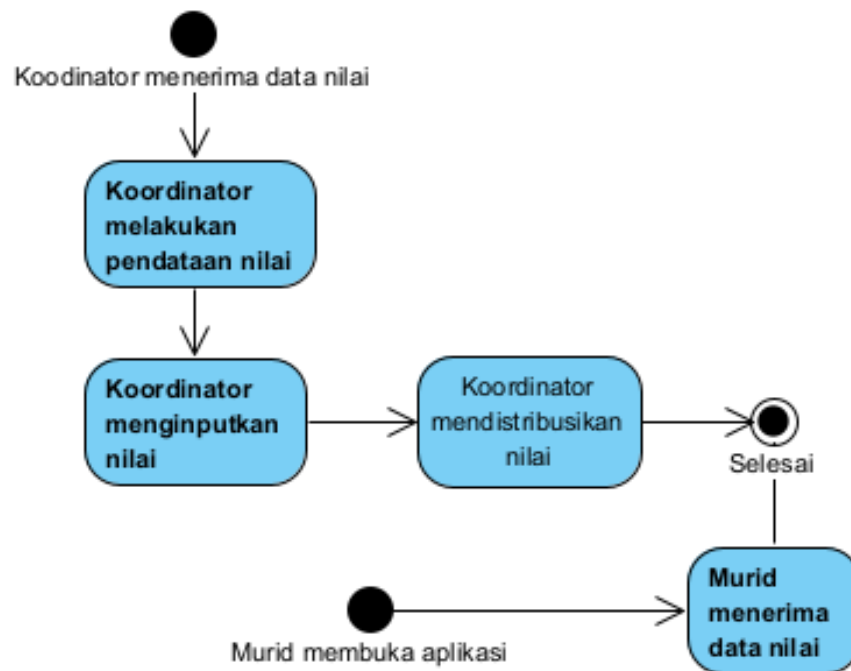 Koodinator menerima data nilai
Koordinator
melakukan
pendataan nilai
Koordinator
menginputkan
nilai
Koordinator
mendistribusikan
nilai
Selesai
Murid
menerima
data nilai
Murid membuka aplikasi